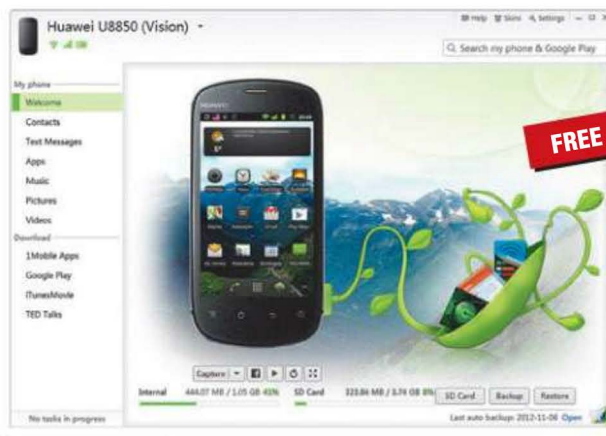 Huawei U8850 (Vision)
Help Skins Settings
Search my phone & Google Play
My phone
Welcome
Contacts
Text Messages
Apps
Music
Pictures
Videos
Download
1Mobile Apps
Google Play
iTunesMovie
TED Talks
FREE
HUAWEI
Capture
Internal 444.07 MB / 1.05 GB 41% SD Card 323.86 MB / 3.74 GB 8%
SD Card Backup Restore
No tasks in progress
Last auto backup: 2012-11-08 Open